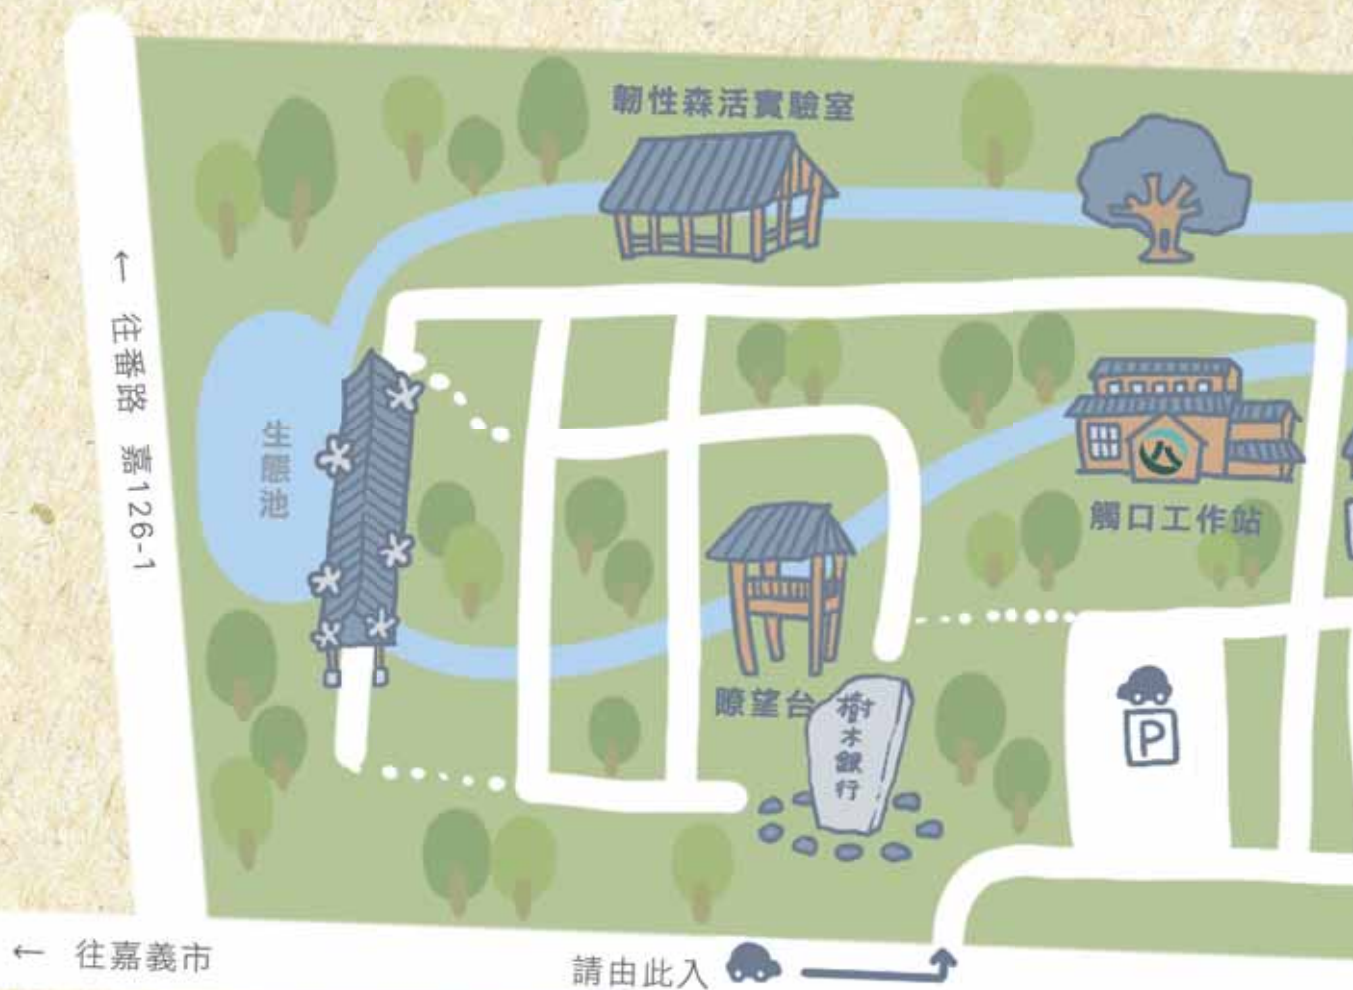 韌性森活實驗室
← 往番路 嘉126-1
生態池
觸口工作站
瞭望台
樹木銀行
P
← 往嘉義市
請由此入